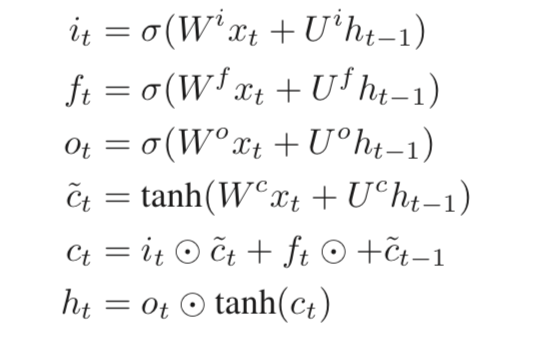 i_t = σ(W^i x_t + U^i h_{t−1})
f_t = σ(W^f x_t + U^f h_{t−1})
o_t = σ(W^o x_t + U^o h_{t−1})
c̃_t = tanh(W^c x_t + U^c h_{t−1})
c_t = i_t ⊙ c̃_t + f_t ⊙ +c̃_{t−1}
h_t = o_t ⊙ tanh(c_t)